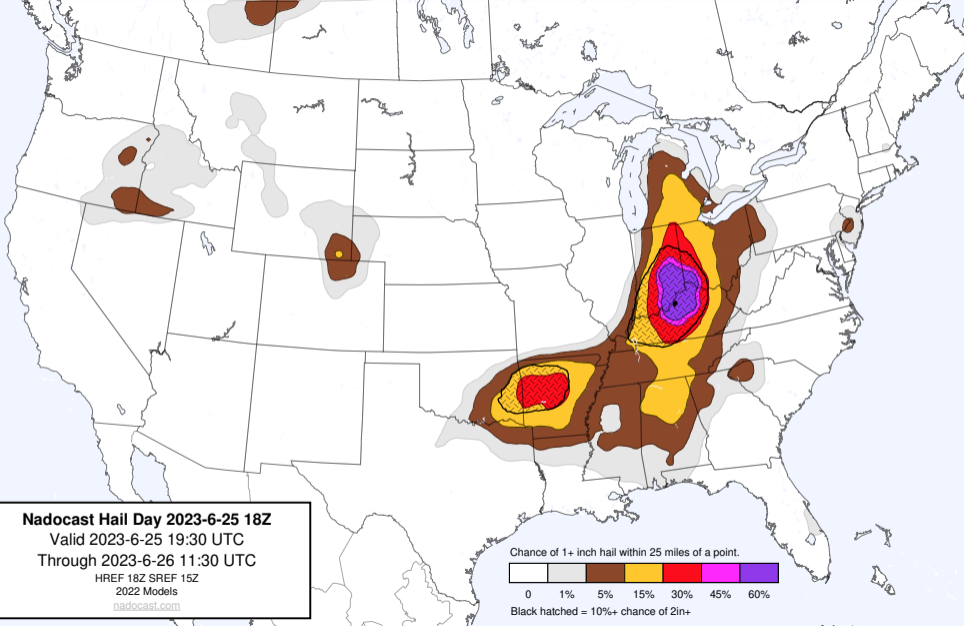 Nadocast Hail Day 2023-6-25 18Z
Valid 2023-6-25 19:30 UTC
Through 2023-6-26 11:30 UTC
HREF 18Z SREF 15Z
2022 Models
nadocast.com
Chance of 1+ inch hail within 25 miles of a point.
0 1% 5% 15% 30% 45% 60%
Black hatched = 10%+ chance of 2in+